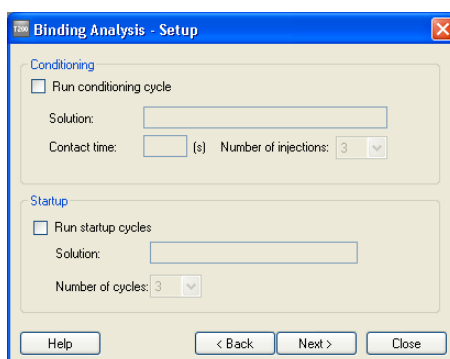 T200 Binding Analysis - Setup
Conditioning
Run conditioning cycle
Solution:
Contact time: (s) Number of injections: 3
Startup
Run startup cycles
Solution:
Number of cycles: 3
Help < Back Next > Close